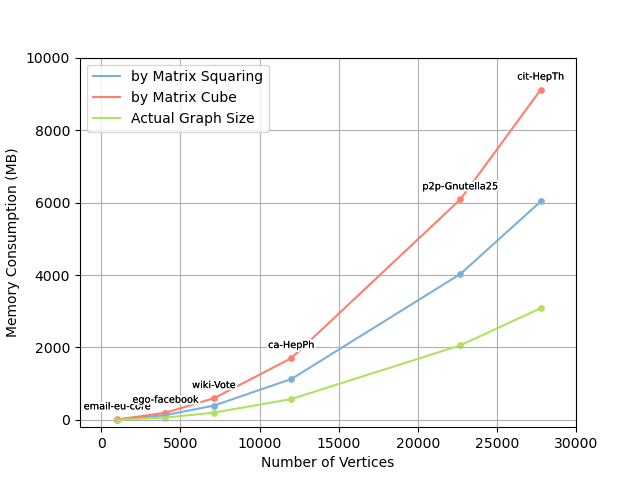 10000
8000
6000
4000
2000
0
Memory Consumption (MB)
by Matrix Squaring
by Matrix Cube
Actual Graph Size
cit-HepTh
p2p-Gnutella25
ca-HepPh
wiki-Vote
ego-facebook
email-eu-core
0 5000 10000 15000 20000 25000 30000
Number of Vertices